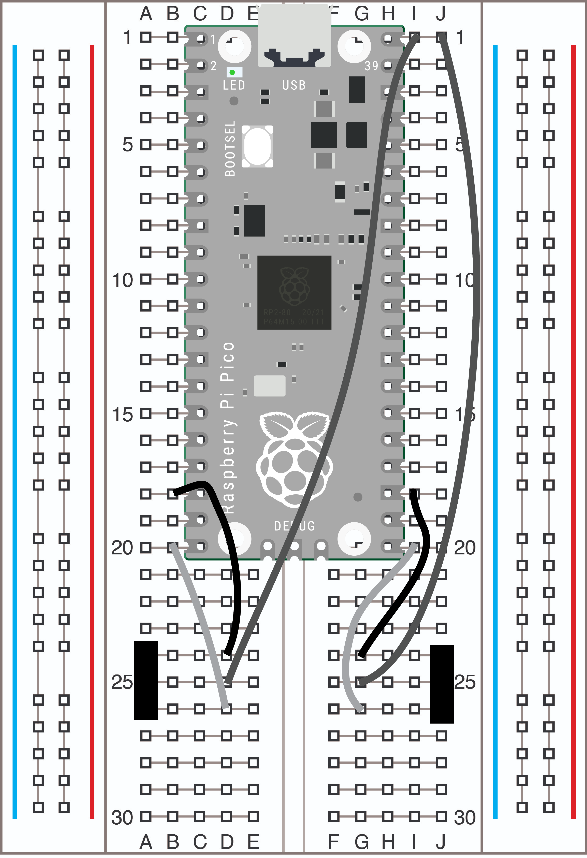 A B C D E F G H I J
1 1 1
2 39
LED USB
BOOTSEL
5 5
10 10
Raspberry Pi Pico
15 15
DEBUG
20 20
25 25
30 30
A B C D E F G H I J